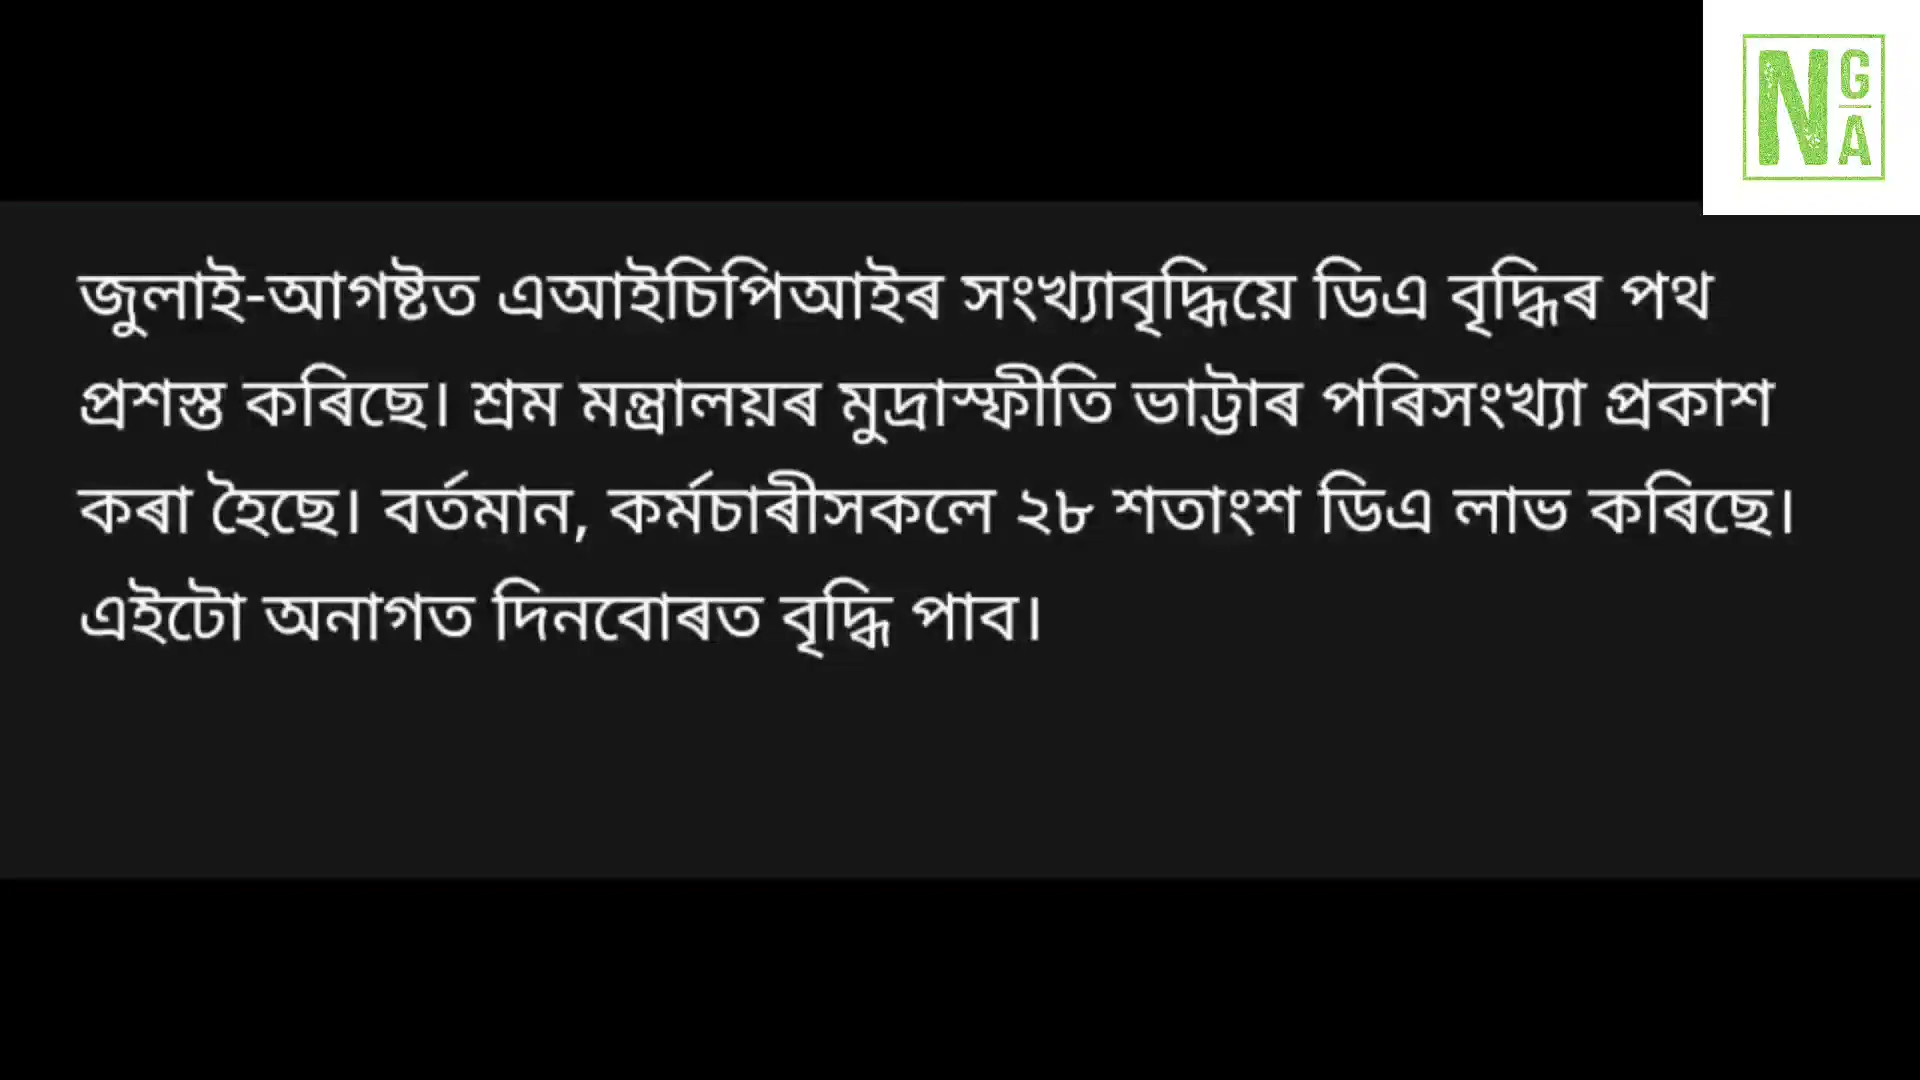 NGA
জুলাই-আগষ্টত এআইচিপিআইৰ সংখ্যাবৃদ্ধিয়ে ডিএ বৃদ্ধিৰ পথ
প্ৰশস্ত কৰিছে। শ্ৰম মন্ত্ৰালয়ৰ মুদ্ৰাস্ফীতি ভাট্টাৰ পৰিসংখ্যা প্ৰকাশ
কৰা হৈছে। বৰ্তমান, কৰ্মচাৰীসকলে ২৮ শতাংশ ডিএ লাভ কৰিছে।
এইটো অনাগত দিনবোৰত বৃদ্ধি পাব।